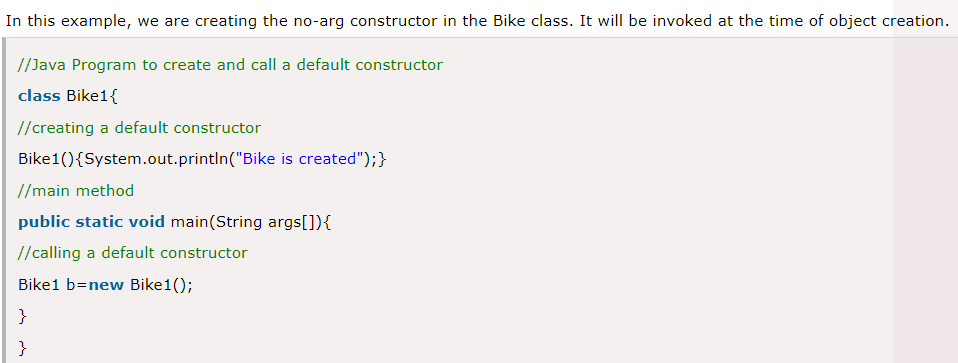 In this example, we are creating the no-arg constructor in the Bike class. It will be invoked at the time of object creation.
//Java Program to create and call a default constructor
class Bike1{
//creating a default constructor
Bike1(){System.out.println("Bike is created");}
//main method
public static void main(String args[]){
//calling a default constructor
Bike1 b=new Bike1();
}
}